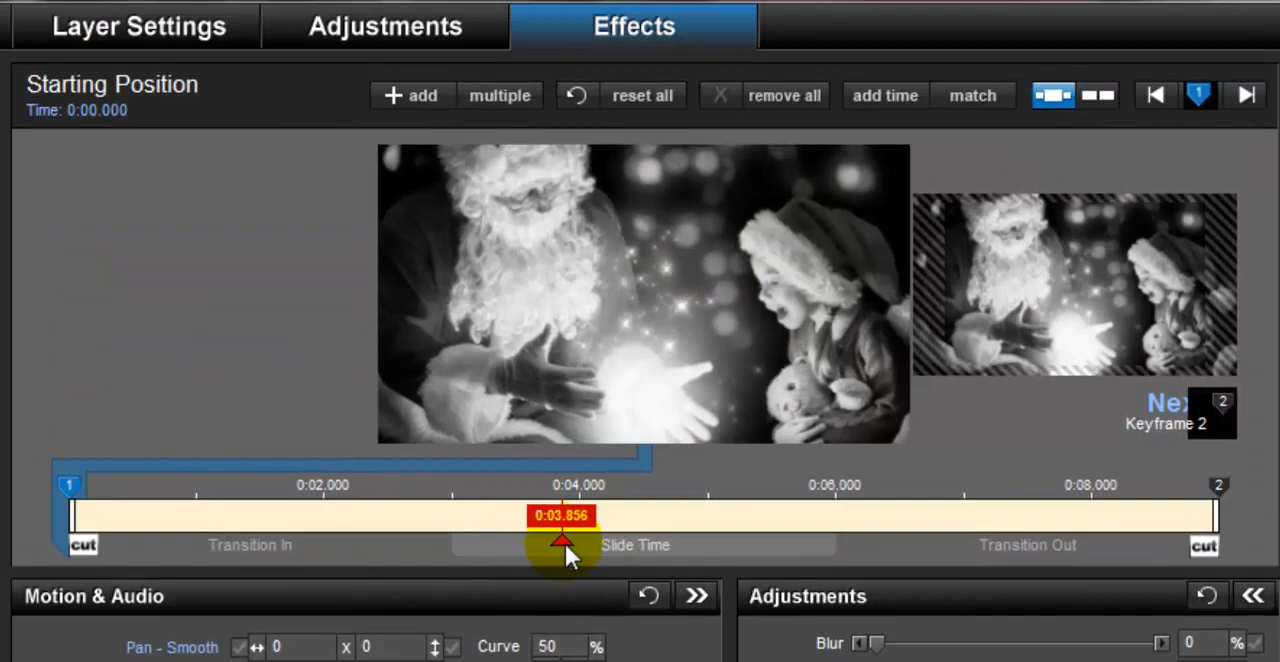 Layer Settings Adjustments Effects
Starting Position
Time: 0:00.000
+ add multiple reset all X remove all add time match 1
Keyframe 2 2
1 0:02.000 0:04.000 0:06.000 0:08.000 2
0:03.856
cut Transition In Slide Time Transition Out cut
Motion & Audio Adjustments
Pan - Smooth 0 x 0 Curve 50 % Blur 0 %